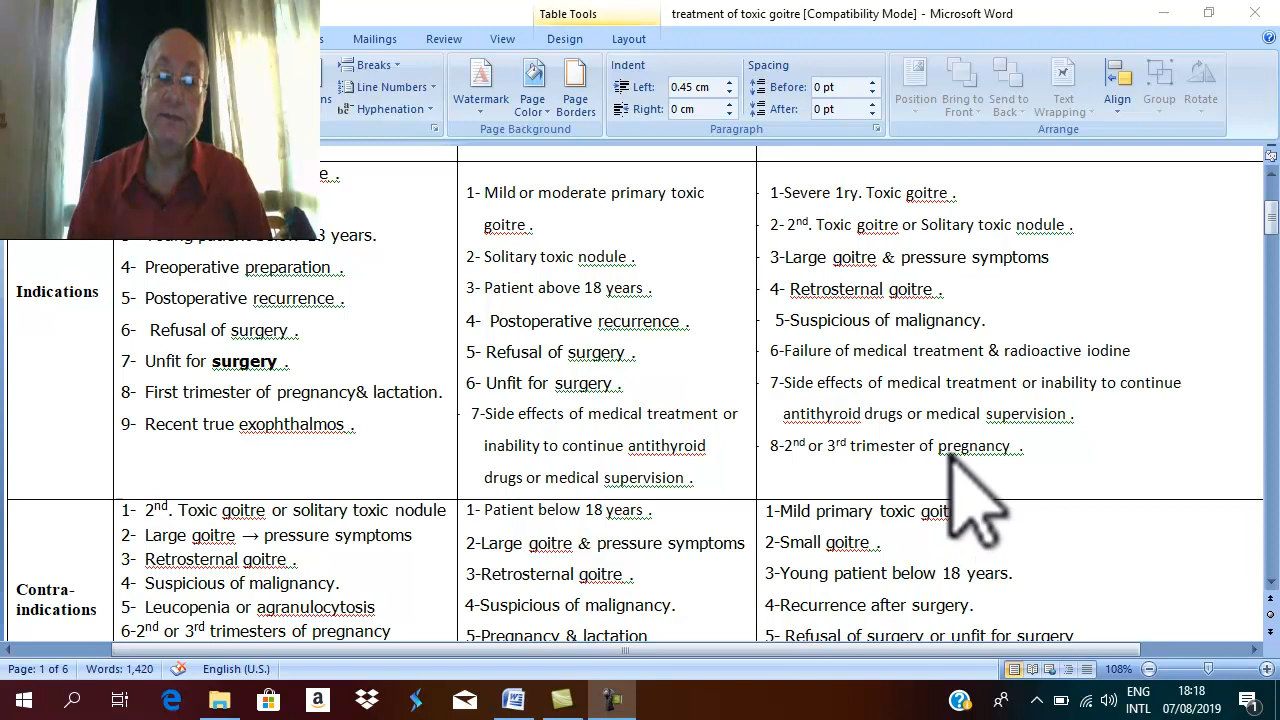 Table Tools
treatment of toxic goitre [Compatibility Mode] - Microsoft Word
Mailings Review View Design Layout
Breaks
Line Numbers
Hyphenation
Watermark
Page Color
Page Borders
Page Background
Indent
Left: 0.45 cm
Right: 0 cm
Spacing
Before: 0 pt
After: 0 pt
Paragraph
Position
Bring to Front
Send to Back
Text Wrapping
Align
Group
Rotate
Arrange
Indications
years.
4- Preoperative preparation .
5- Postoperative recurrence .
6- Refusal of surgery .
7- Unfit for surgery .
8- First trimester of pregnancy& lactation.
9- Recent true exophthalmos .
1- Mild or moderate primary toxic
goitre .
2- Solitary toxic nodule .
3- Patient above 18 years .
4- Postoperative recurrence .
5- Refusal of surgery .
6- Unfit for surgery .
7-Side effects of medical treatment or
inability to continue antithyroid
drugs or medical supervision .
1-Severe 1ry. Toxic goitre .
2- 2nd. Toxic goitre or Solitary toxic nodule .
3-Large goitre & pressure symptoms
4- Retrosternal goitre .
5-Suspicious of malignancy.
6-Failure of medical treatment & radioactive iodine
7-Side effects of medical treatment or inability to continue
antithyroid drugs or medical supervision .
8-2nd or 3rd trimester of pregnancy .
Contra-
indications
1- 2nd. Toxic goitre or solitary toxic nodule
2- Large goitre → pressure symptoms
3- Retrosternal goitre .
4- Suspicious of malignancy.
5- Leucopenia or agranulocytosis
6-2nd or 3rd trimesters of pregnancy
1- Patient below 18 years .
2-Large goitre & pressure symptoms
3-Retrosternal goitre .
4-Suspicious of malignancy.
5-Pregnancy & lactation
1-Mild primary toxic
2-Small goitre .
3-Young patient below 18 years.
4-Recurrence after surgery.
5- Refusal of surgery or unfit for surgery
Page: 1 of 6 Words: 1,420 English (U.S.) 108%
ENG
INTL
18:18
07/08/2019
1